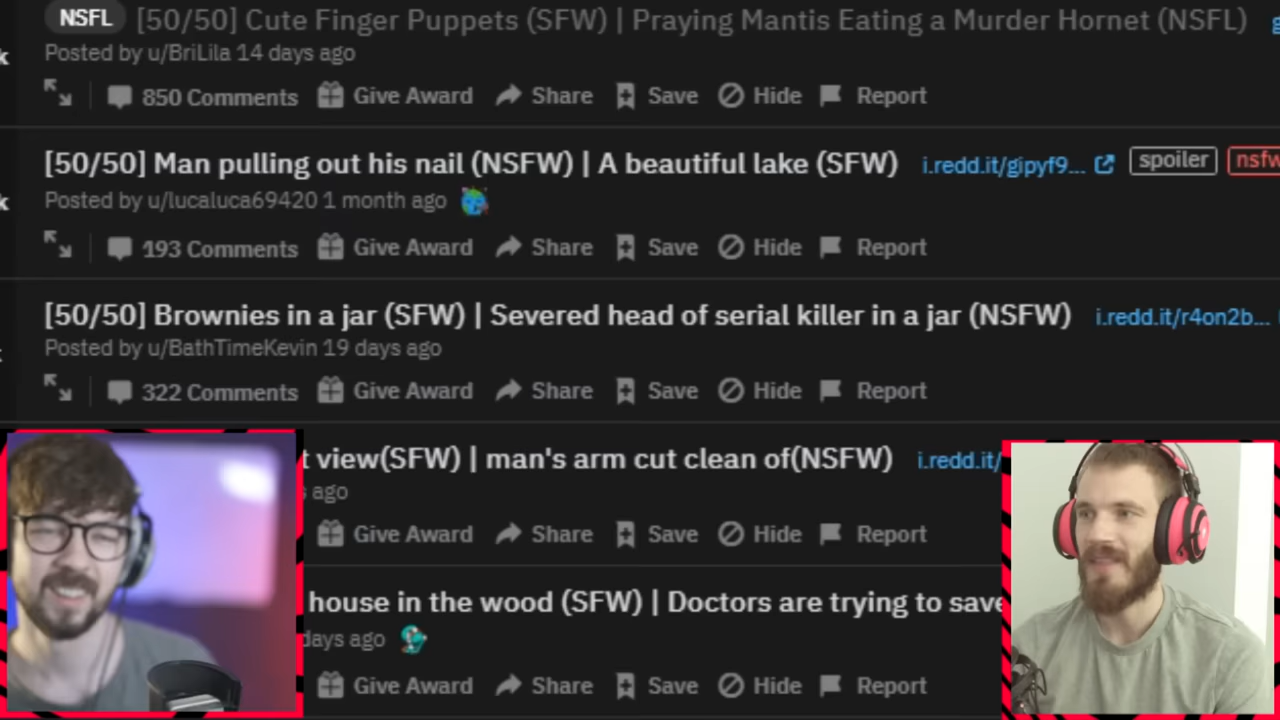 NSFL [50/50] Cute Finger Puppets (SFW) | Praying Mantis Eating a Murder Hornet (NSFL)
Posted by u/BriLila 14 days ago
850 Comments Give Award Share Save Hide Report
[50/50] Man pulling out his nail (NSFW) | A beautiful lake (SFW) i.redd.it/gipyf9... spoiler nsfw
Posted by u/lucaluca69420 1 month ago
193 Comments Give Award Share Save Hide Report
[50/50] Brownies in a jar (SFW) | Severed head of serial killer in a jar (NSFW) i.redd.it/r4on2b...
Posted by u/BathTimeKevin 19 days ago
322 Comments Give Award Share Save Hide Report
t view(SFW) | man's arm cut clean of(NSFW) i.redd.it/
s ago
Give Award Share Save Hide Report
house in the wood (SFW) | Doctors are trying to save
days ago
Give Award Share Save Hide Report